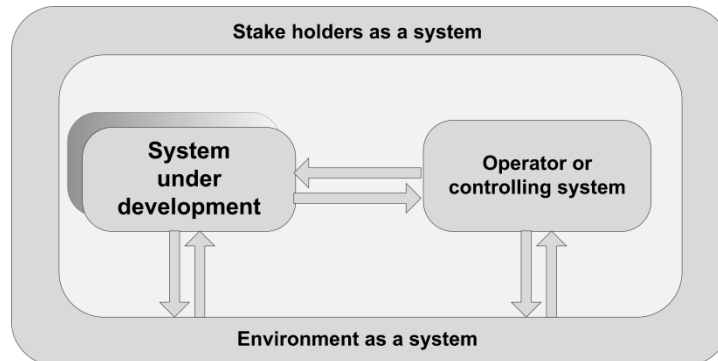 Stake holders as a system
System
under
development
Operator or
controlling system
Environment as a system